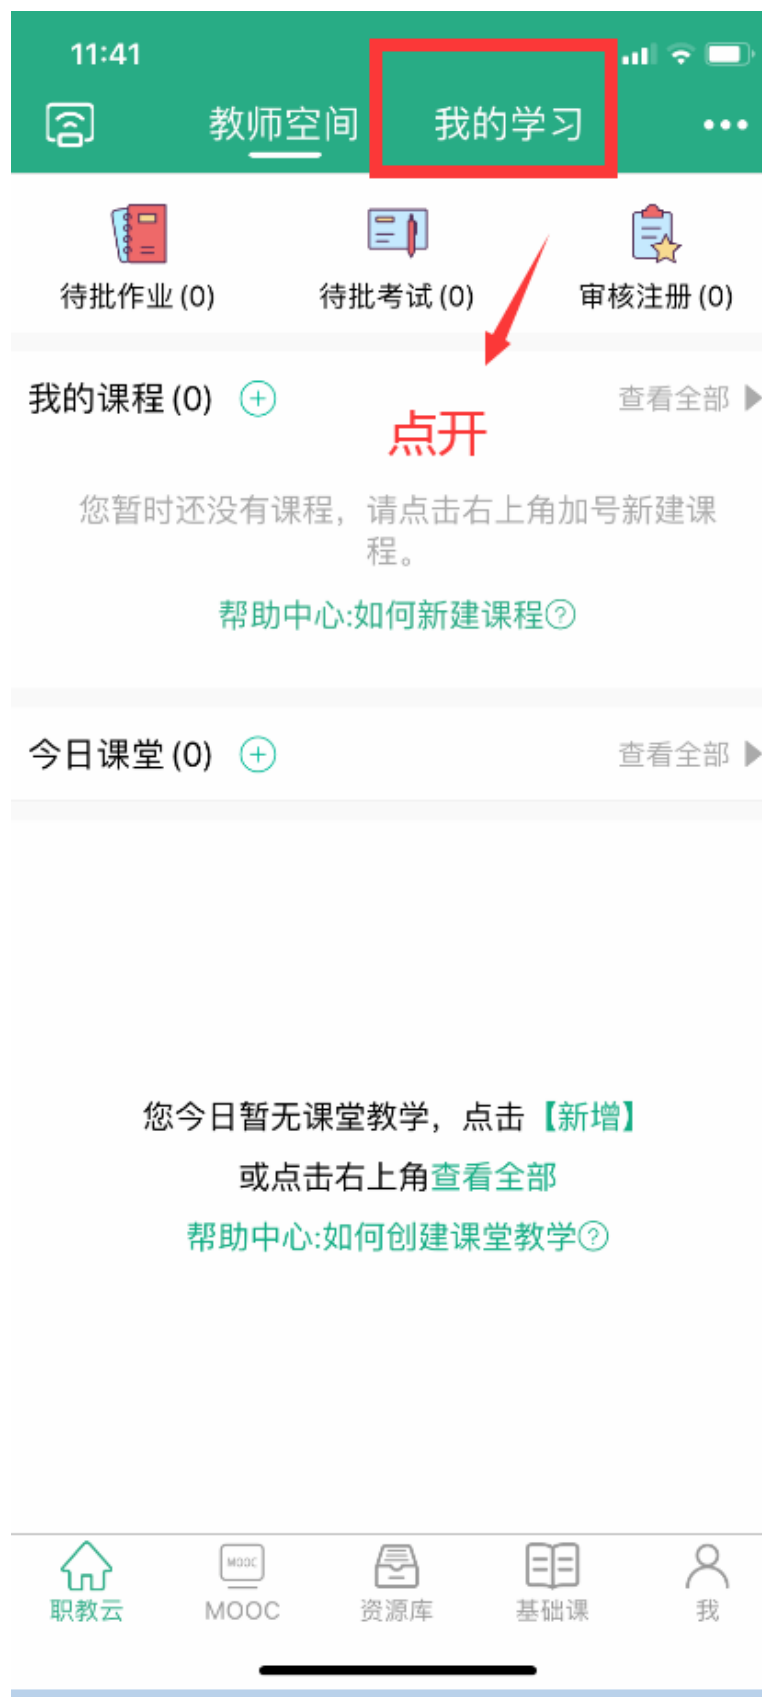 11:41
教师空间 我的学习
待批作业(0) 待批考试(0) 审核注册(0)
我的课程(0) 查看全部
点开
您暂时还没有课程，请点击右上角加号新建课
程。
帮助中心:如何新建课程?
今日课堂(0) 查看全部
您今日暂无课堂教学，点击【新增】
或点击右上角查看全部
帮助中心:如何创建课堂教学?
MOOC
职教云 MOOC 资源库 基础课 我